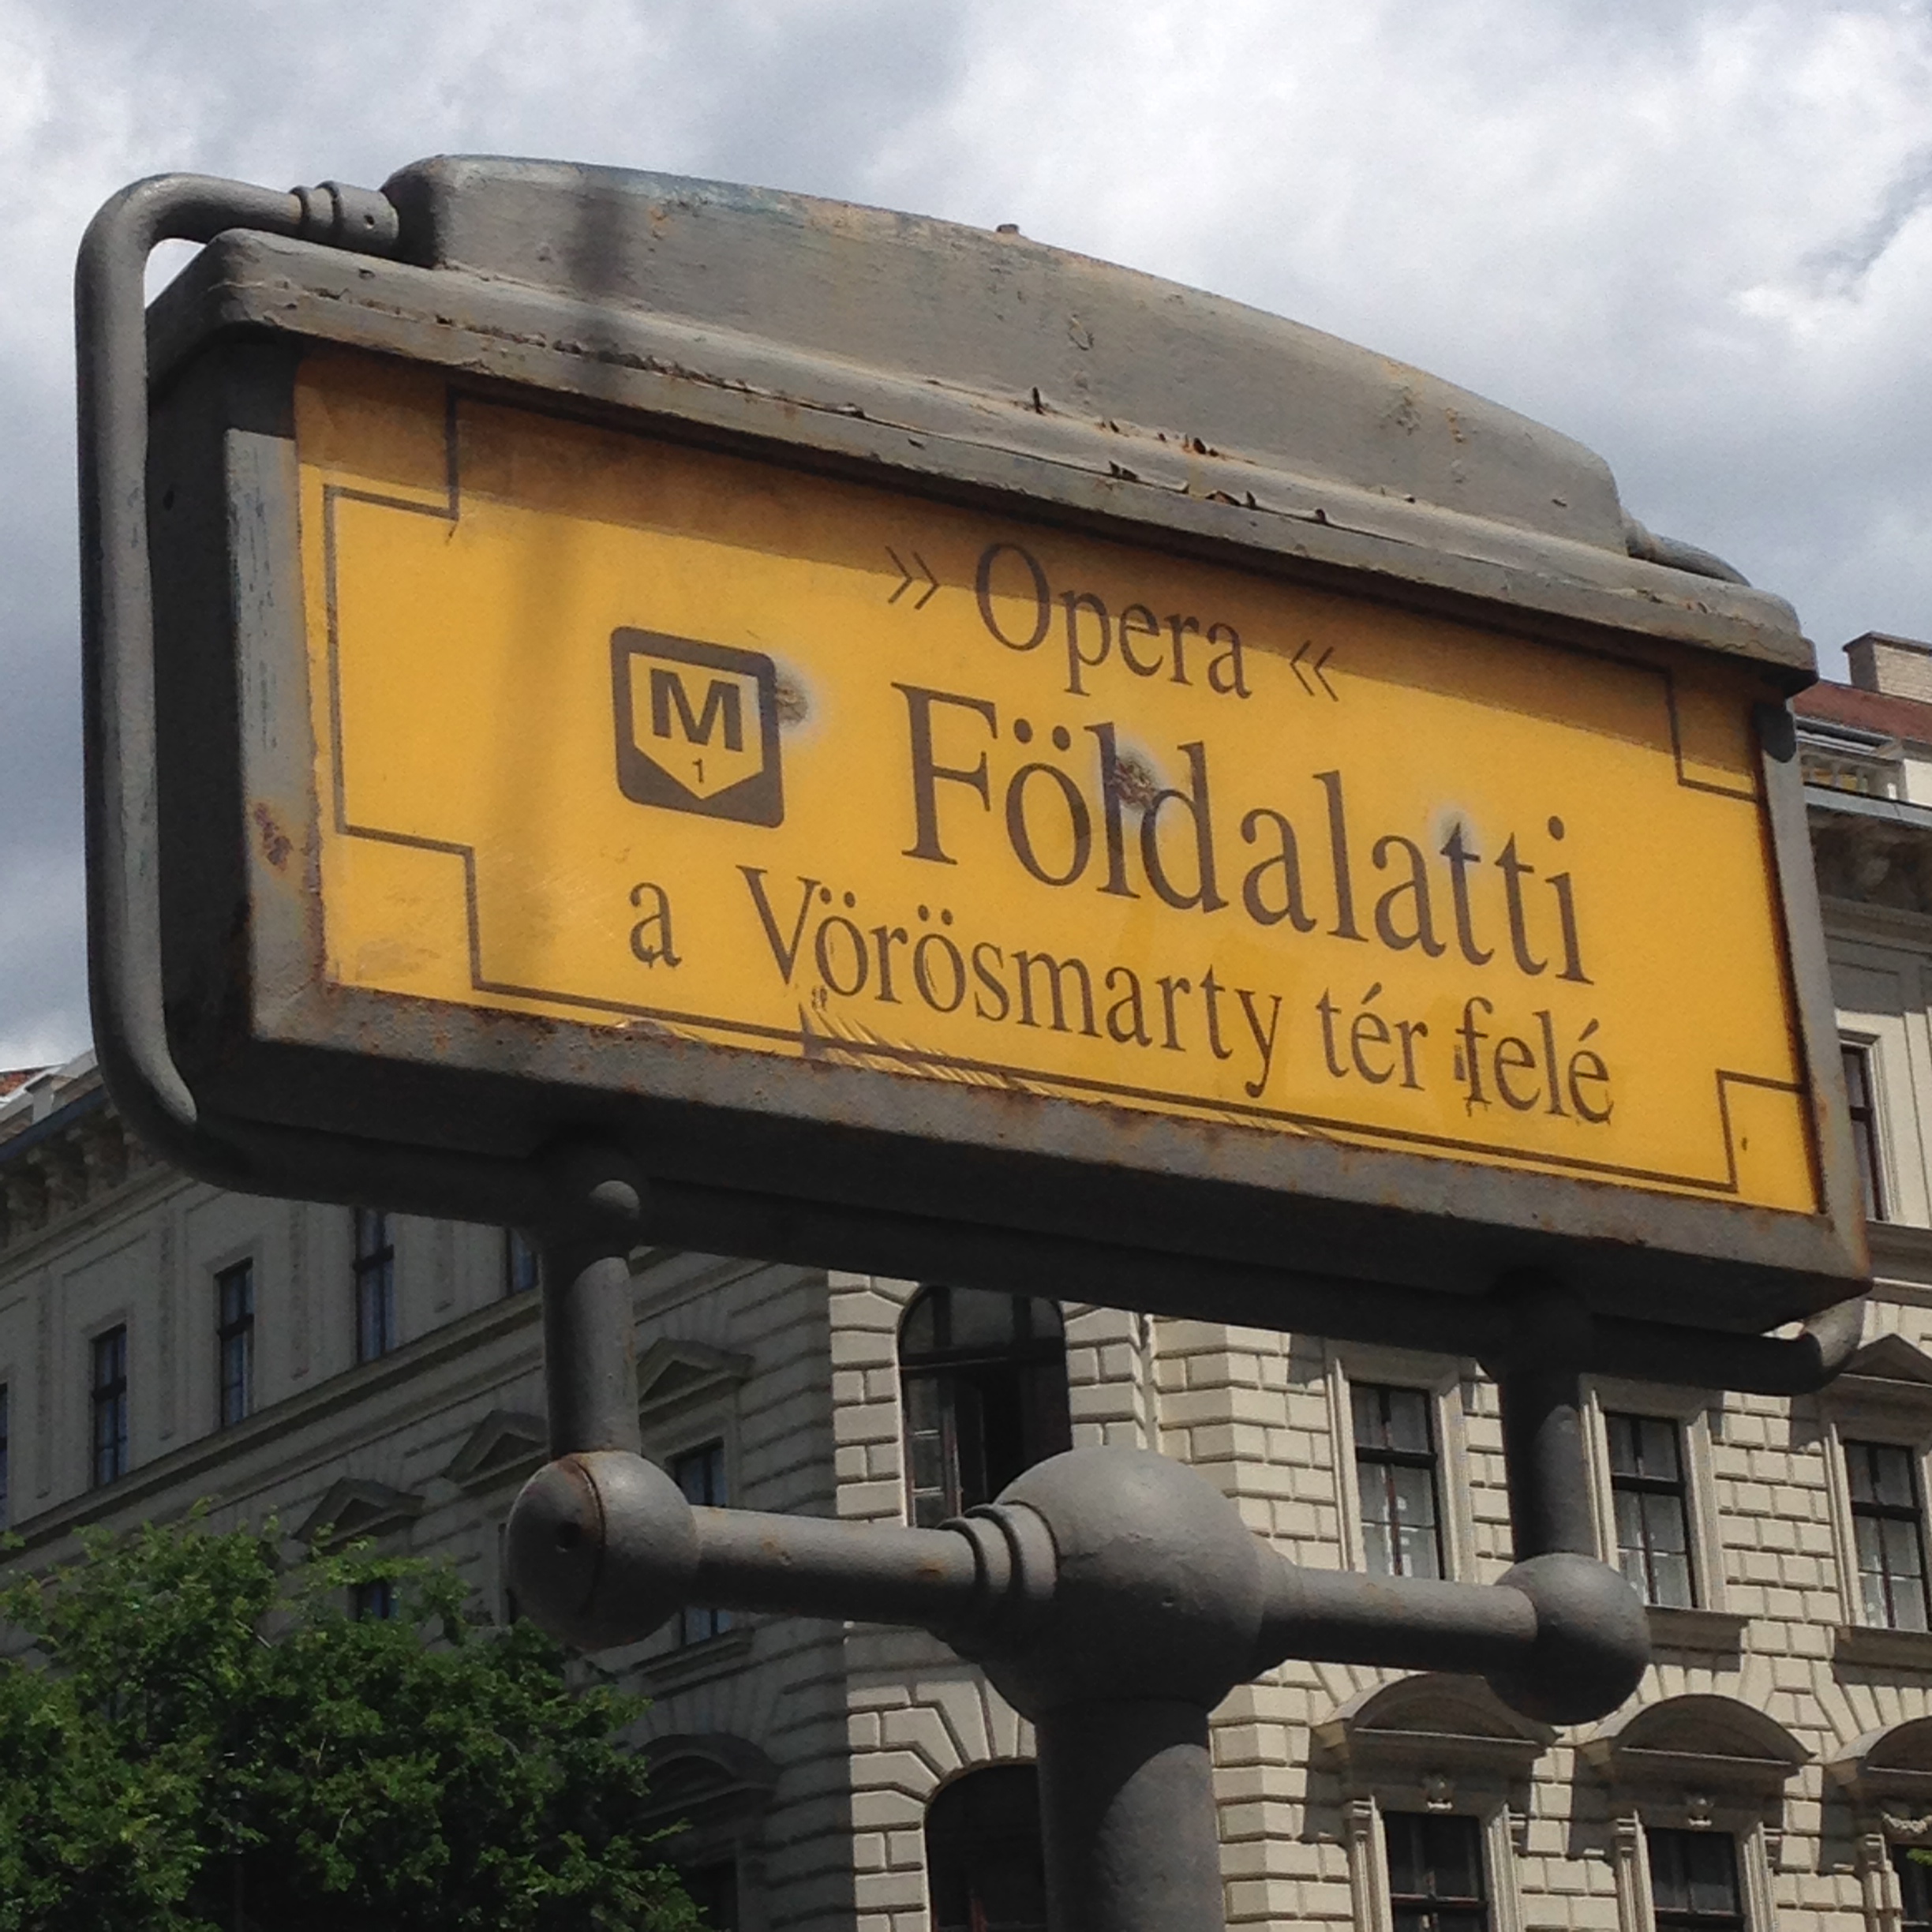 » Opera «
M
1
Földalatti
a Vörösmarty tér felé